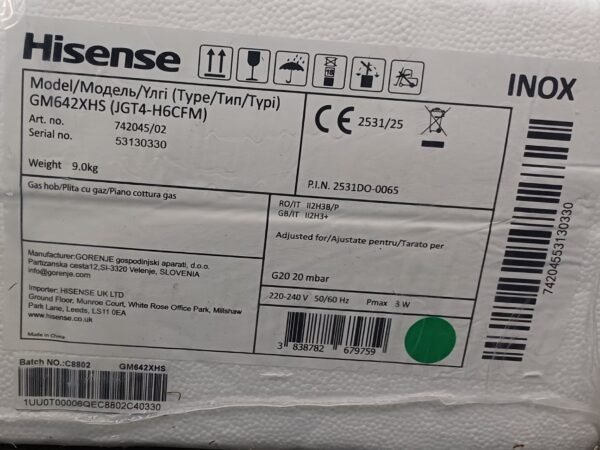 Hisense
INOX
Model/Модель/Үлгі (Type/Тип/Түрі)
GM642XHS (JGT4-H6CFM)
Art. no. 742045/02
Serial no. 53130330
Weight 9.0kg
CE 2531/25
P.I.N. 2531DO-0065
Gas hob/Plita cu gaz/Piano cottura gas
RO/IT II2H3B/P
GB/IT II2H3+
Adjusted for/Ajustate pentru/Tarato per
G20 20 mbar
Manufacturer:GORENJE gospodinjski aparati, d.o.o.
Partizanska cesta12,SI-3320 Velenje, SLOVENIA
info@gorenje.com
Importer: HISENSE UK LTD
Ground Floor, Munroe Court, White Rose Office Park, Millshaw
Park Lane, Leeds, LS11 0EA
www.hisense.co.uk
Made in China
220-240 V 50/60 Hz Pmax 3 W
3 838782 679759
74204553130330
Batch NO.:C8802 GM642XHS
1UU0T00006QEC8802C40330